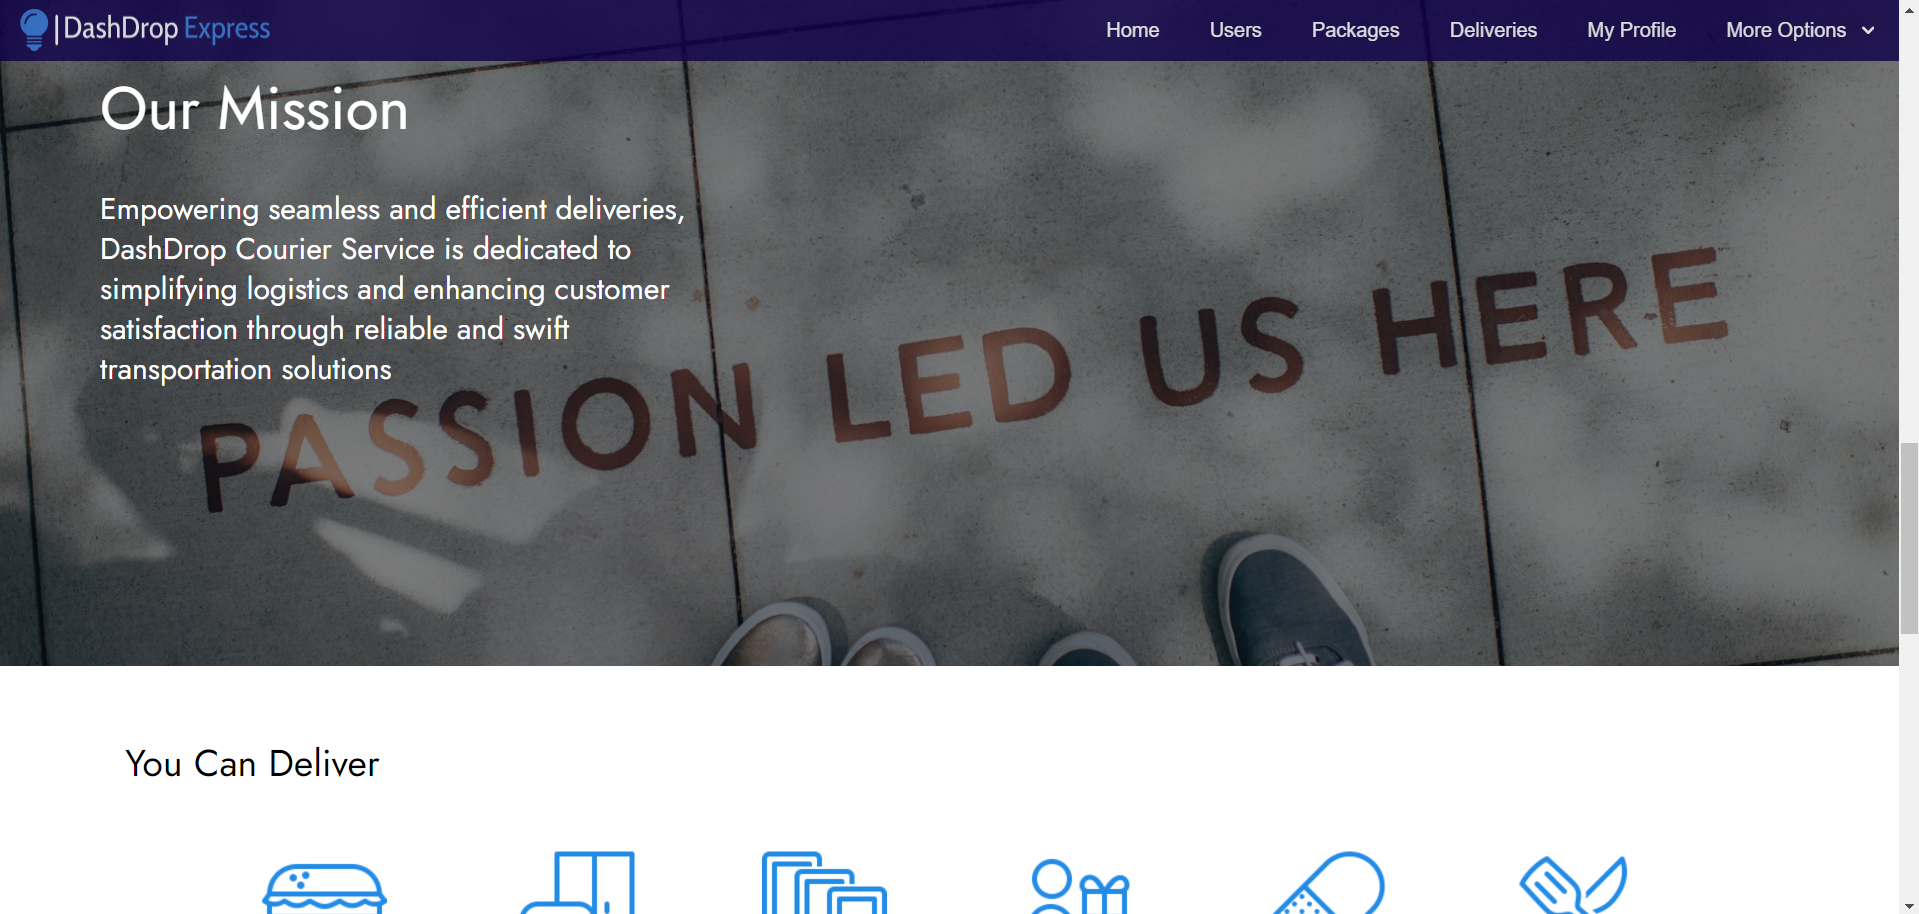 |DashDrop Express
Home Users Packages Deliveries My Profile More Options
Our Mission
Empowering seamless and efficient deliveries,
DashDrop Courier Service is dedicated to
simplifying logistics and enhancing customer
satisfaction through reliable and swift
transportation solutions
PASSION LED US HERE
You Can Deliver